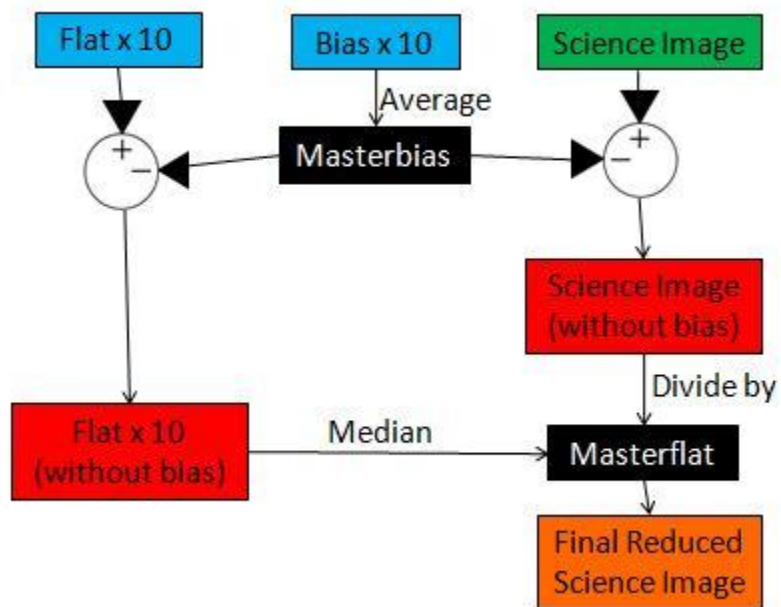 Flat x 10
Bias x 10
Science Image
Average
+
−
Masterbias
−
+
Science Image
(without bias)
Divide by
Flat x 10
(without bias)
Median
Masterflat
Final Reduced
Science Image